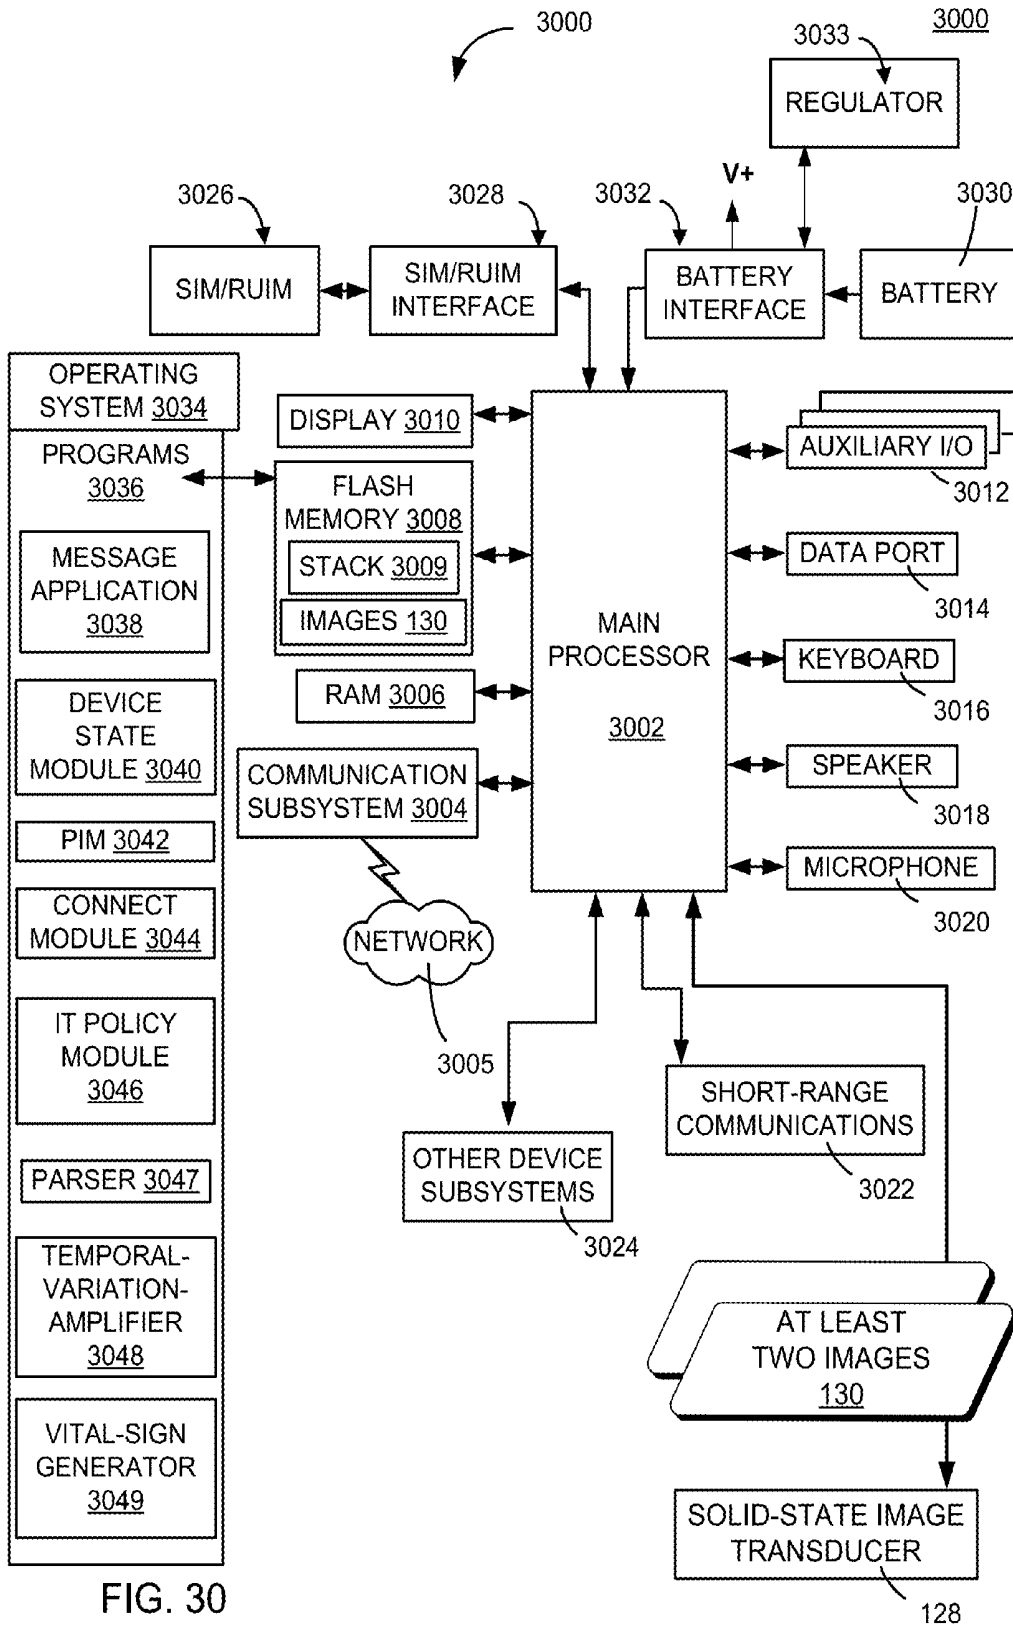 3000
3000
3033
REGULATOR
V+
3026
3028
3032
3030
SIM/RUIM
SIM/RUIM
INTERFACE
BATTERY
INTERFACE
BATTERY
OPERATING
SYSTEM 3034
PROGRAMS
3036
MESSAGE
APPLICATION
3038
DEVICE
STATE
MODULE 3040
PIM 3042
CONNECT
MODULE 3044
IT POLICY
MODULE
3046
PARSER 3047
TEMPORAL-
VARIATION-
AMPLIFIER
3048
VITAL-SIGN
GENERATOR
3049
DISPLAY 3010
FLASH
MEMORY 3008
STACK 3009
IMAGES 130
RAM 3006
COMMUNICATION
SUBSYSTEM 3004
NETWORK
3005
MAIN
PROCESSOR
3002
AUXILIARY I/O
3012
DATA PORT
3014
KEYBOARD
3016
SPEAKER
3018
MICROPHONE
3020
OTHER DEVICE
SUBSYSTEMS
3024
SHORT-RANGE
COMMUNICATIONS
3022
AT LEAST
TWO IMAGES
130
SOLID-STATE IMAGE
TRANSDUCER
128
FIG. 30